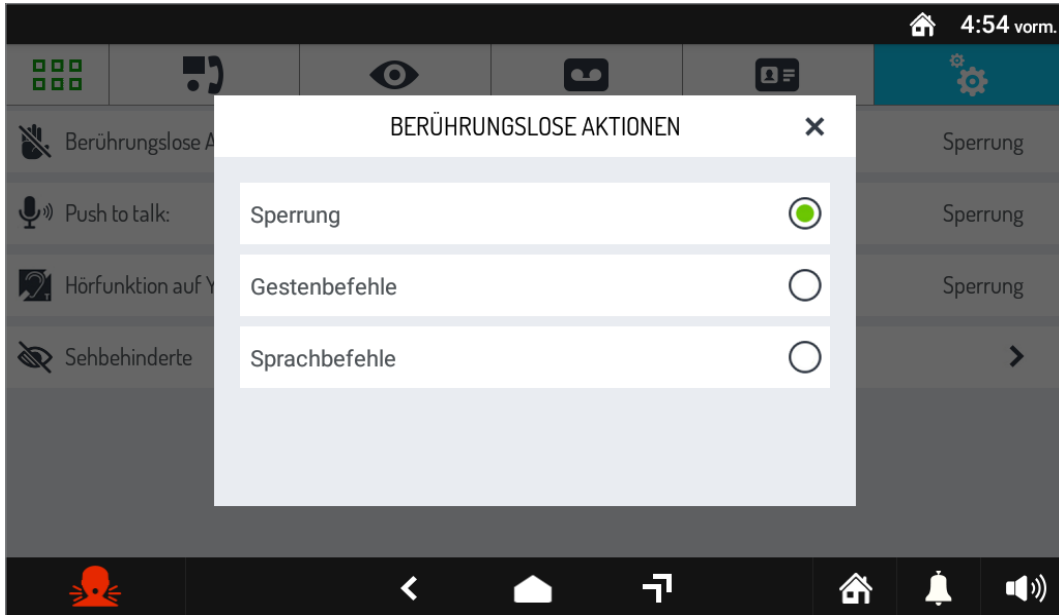 4:54 vorm.
BERÜHRUNGSLOSE AKTIONEN
Berührungslose A
Sperrung
Sperrung
Push to talk:
Sperrung
Gestenbefehle
Hörfunktion auf Y
Sperrung
Sprachbefehle
Sehbehinderte